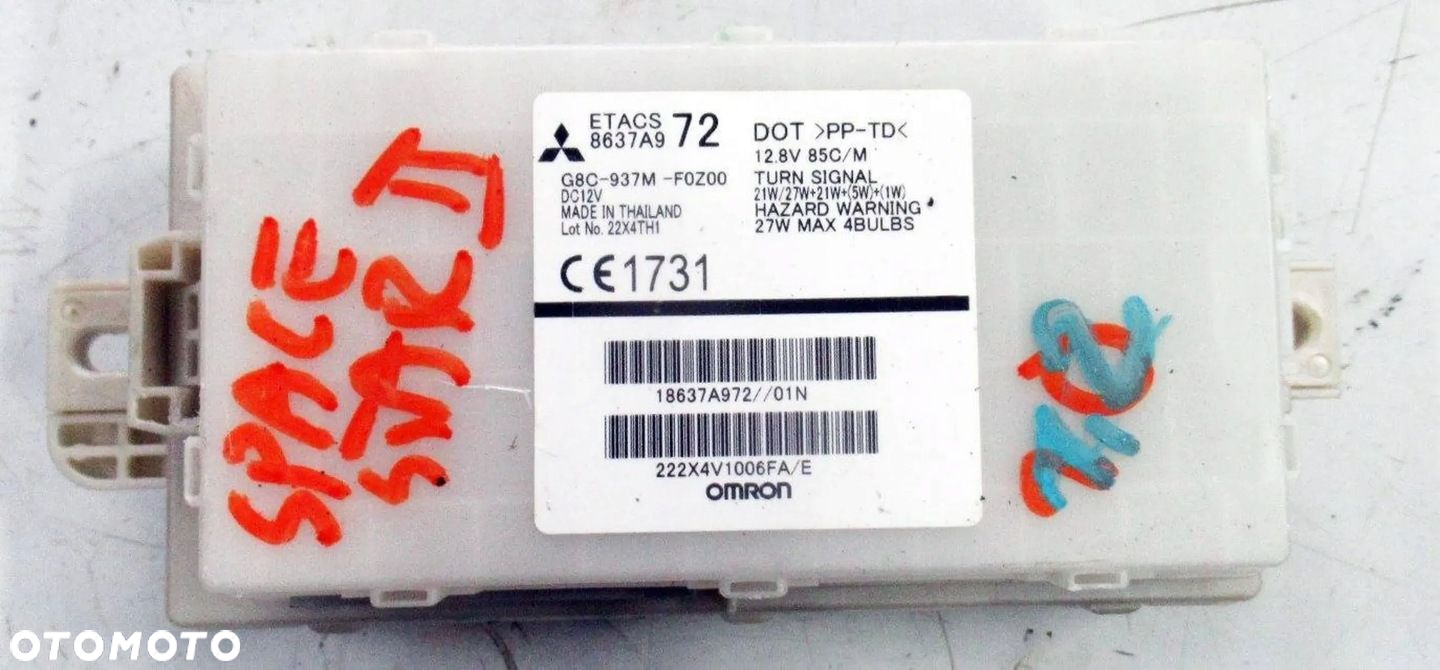 ETACS
8637A9 72
G8C-937M -F0Z00
DC12V
MADE IN THAILAND
Lot No. 22X4TH1
CE1731
DOT >PP-TD<
12.8V 85C/M
TURN SIGNAL
21W/27W+21W+(5W)+(1W)
HAZARD WARNING
27W MAX 4BULBS
18637A972//01N
222X4V1006FA/E
OMRON
SPACE
STAR II
OTOMOTO